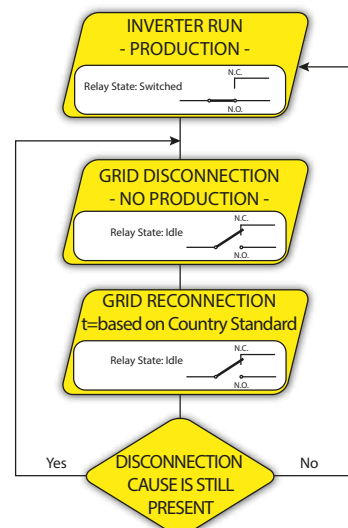 INVERTER RUN
- PRODUCTION -
N.C.
Relay State: Switched
N.O.
GRID DISCONNECTION
- NO PRODUCTION -
N.C.
Relay State: Idle
N.O.
GRID RECONNECTION
t=based on Country Standard
N.C.
Relay State: Idle
N.O.
Yes
DISCONNECTION
No
CAUSE IS STILL
PRESENT